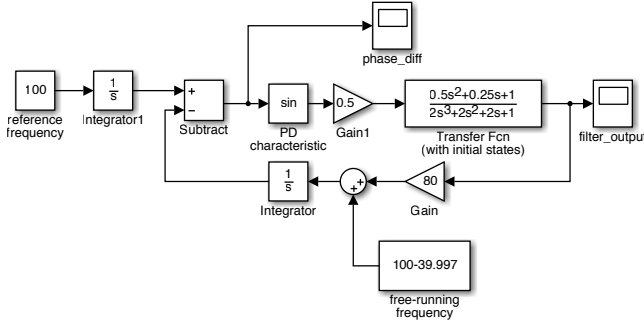 phase_diff
100
reference
frequency
1
s
Integrator1
+
−
Subtract
sin
PD
characteristic
0.5
Gain1
0.5s²+0.25s+1
2s³+2s²+2s+1
Transfer Fcn
(with initial states)
filter_output
1
s
Integrator
+
+
80
Gain
100-39.997
free-running
frequency